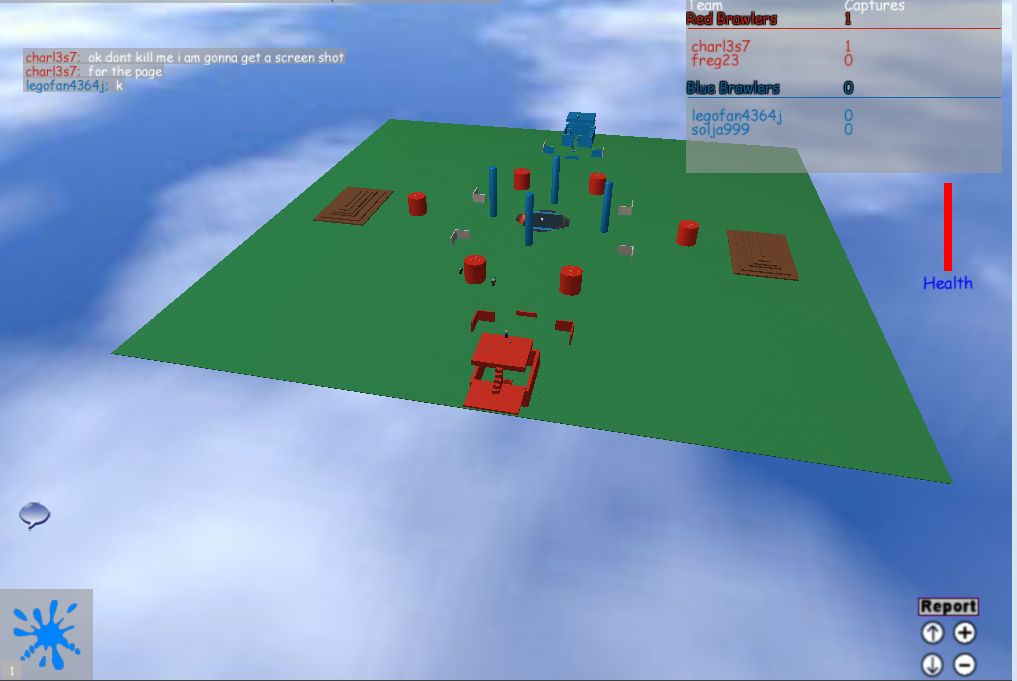 Team Captures
Red Brawlers 1
charl3s7 1
freg23 0
Blue Brawlers 0
legofan4364j 0
solja999 0
charl3s7: ok dont kill me i am gonna get a screen shot
charl3s7: for the page
legofan4364j: k
Health
Report
1